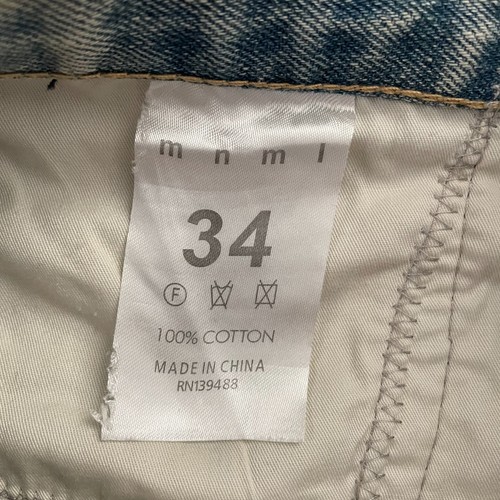 m n m l
34
F
100% COTTON
MADE IN CHINA
RN139488